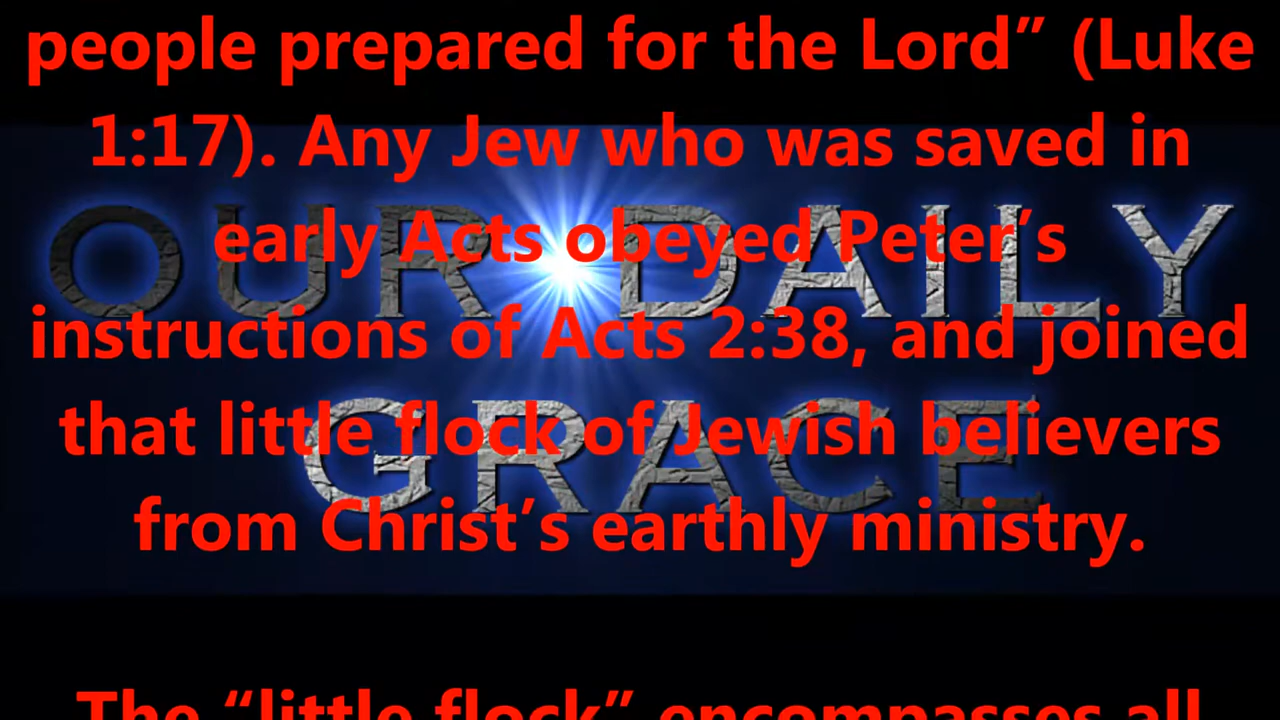 people prepared for the Lord” (Luke
1:17). Any Jew who was saved in
early Acts obeyed Peter’s
instructions of Acts 2:38, and joined
that little flock of Jewish believers
from Christ’s earthly ministry.
The “little flock” encompasses all
OUR DAILY
GRACE